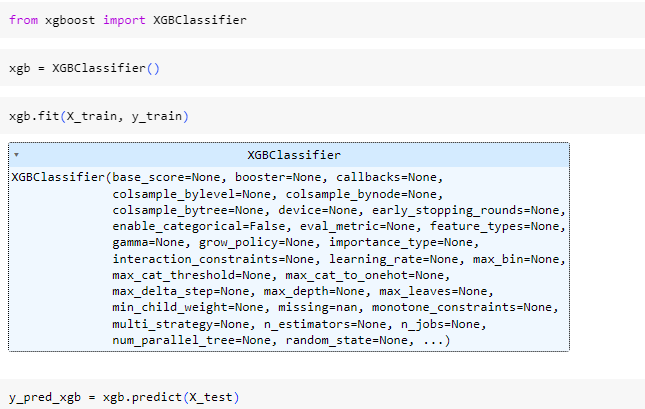 from xgboost import XGBClassifier
xgb = XGBClassifier()
xgb.fit(X_train, y_train)
XGBClassifier
XGBClassifier(base_score=None, booster=None, callbacks=None,
colsample_bylevel=None, colsample_bynode=None,
colsample_bytree=None, device=None, early_stopping_rounds=None,
enable_categorical=False, eval_metric=None, feature_types=None,
gamma=None, grow_policy=None, importance_type=None,
interaction_constraints=None, learning_rate=None, max_bin=None,
max_cat_threshold=None, max_cat_to_onehot=None,
max_delta_step=None, max_depth=None, max_leaves=None,
min_child_weight=None, missing=nan, monotone_constraints=None,
multi_strategy=None, n_estimators=None, n_jobs=None,
num_parallel_tree=None, random_state=None, ...)
y_pred_xgb = xgb.predict(X_test)